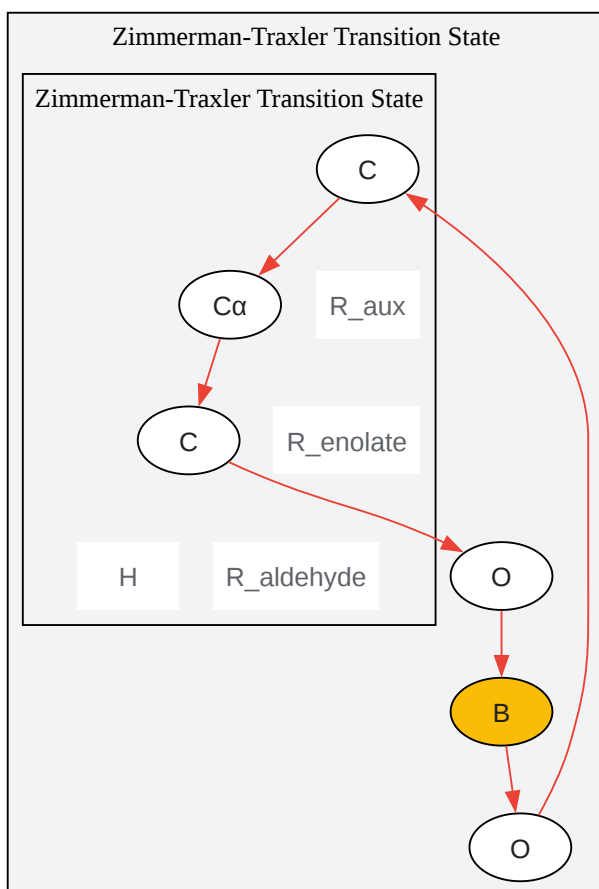 Zimmerman-Traxler Transition State
Zimmerman-Traxler Transition State
C
Cα
R_aux
C
R_enolate
H
R_aldehyde
O
B
O